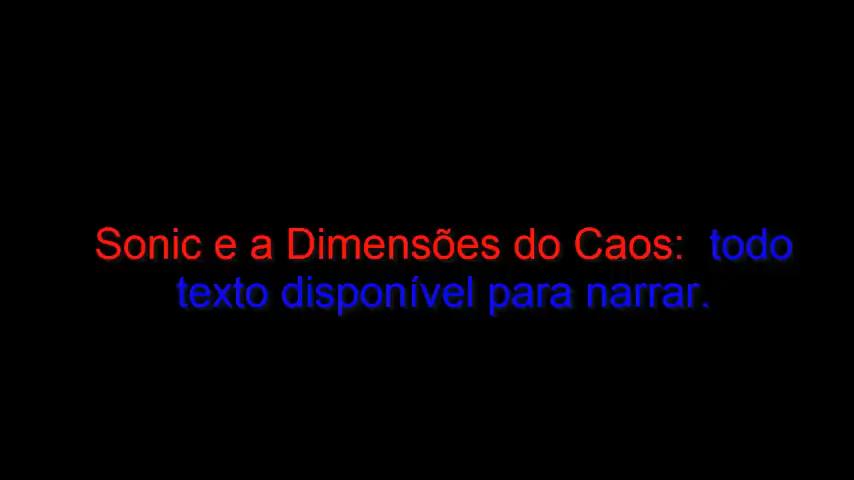 Sonic e a Dimensões do Caos:  todo
texto disponível para narrar.